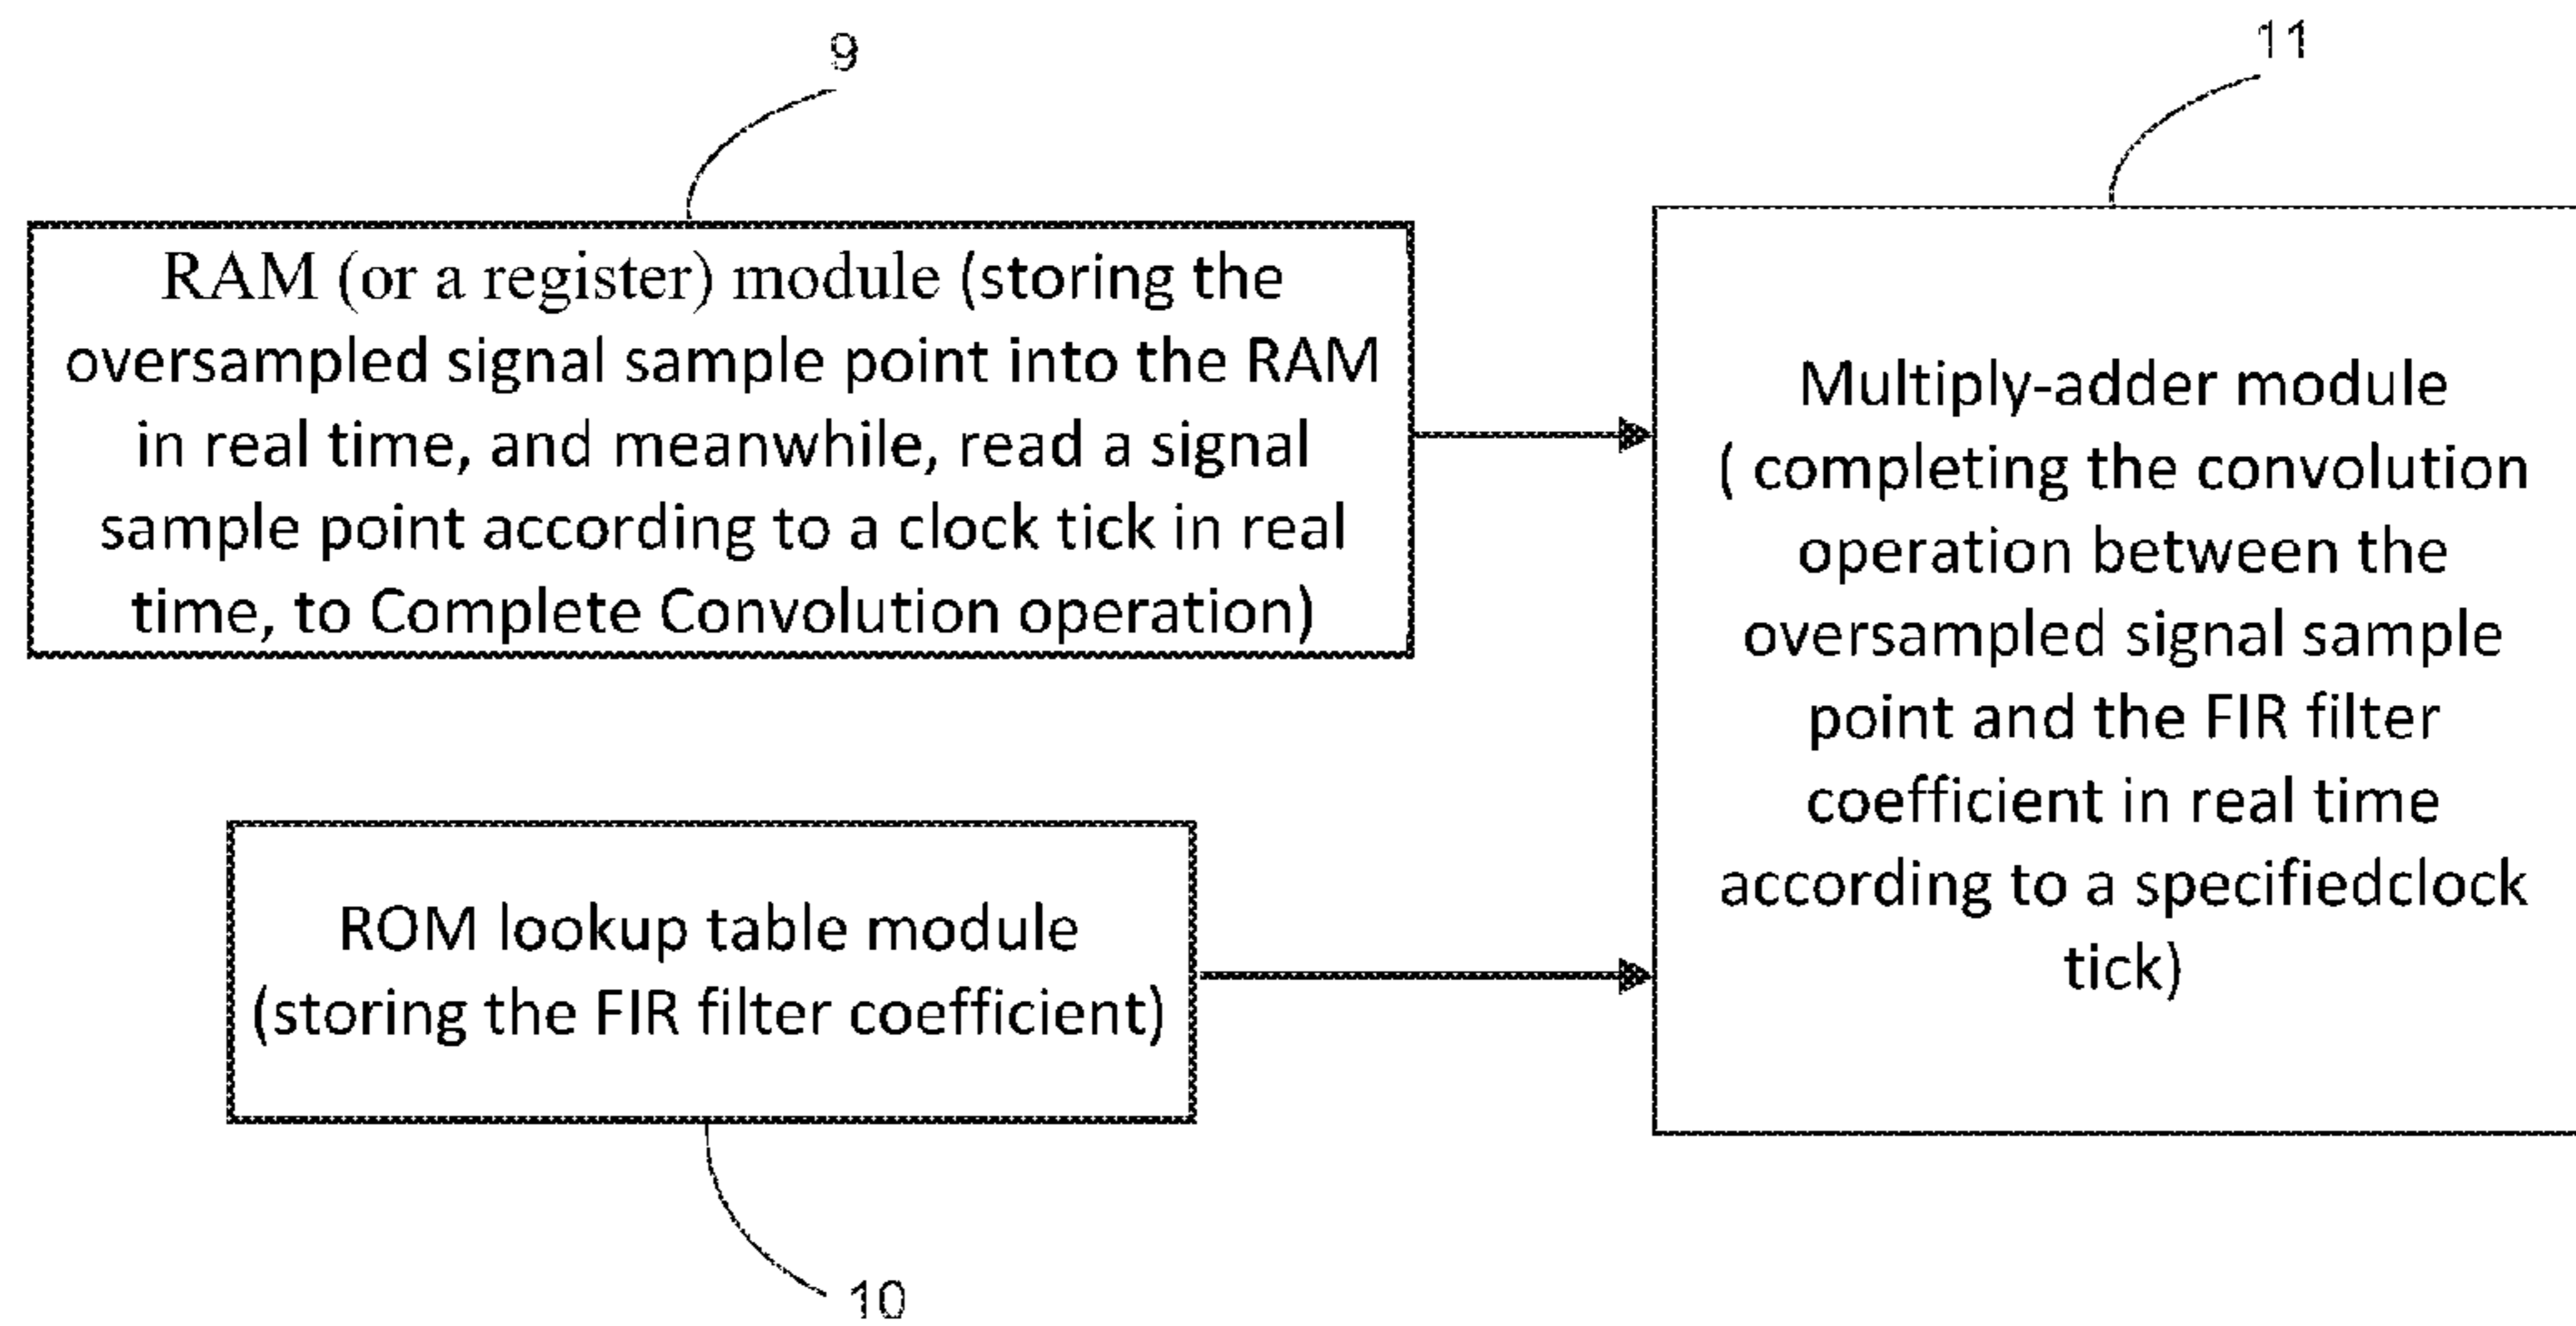 9
11
RAM (or a register) module (storing the
oversampled signal sample point into the RAM
in real time, and meanwhile, read a signal
sample point according to a clock tick in real
time, to Complete Convolution operation)
Multiply-adder module
( completing the convolution
operation between the
oversampled signal sample
point and the FIR filter
coefficient in real time
according to a specifiedclock
tick)
ROM lookup table module
(storing the FIR filter coefficient)
10